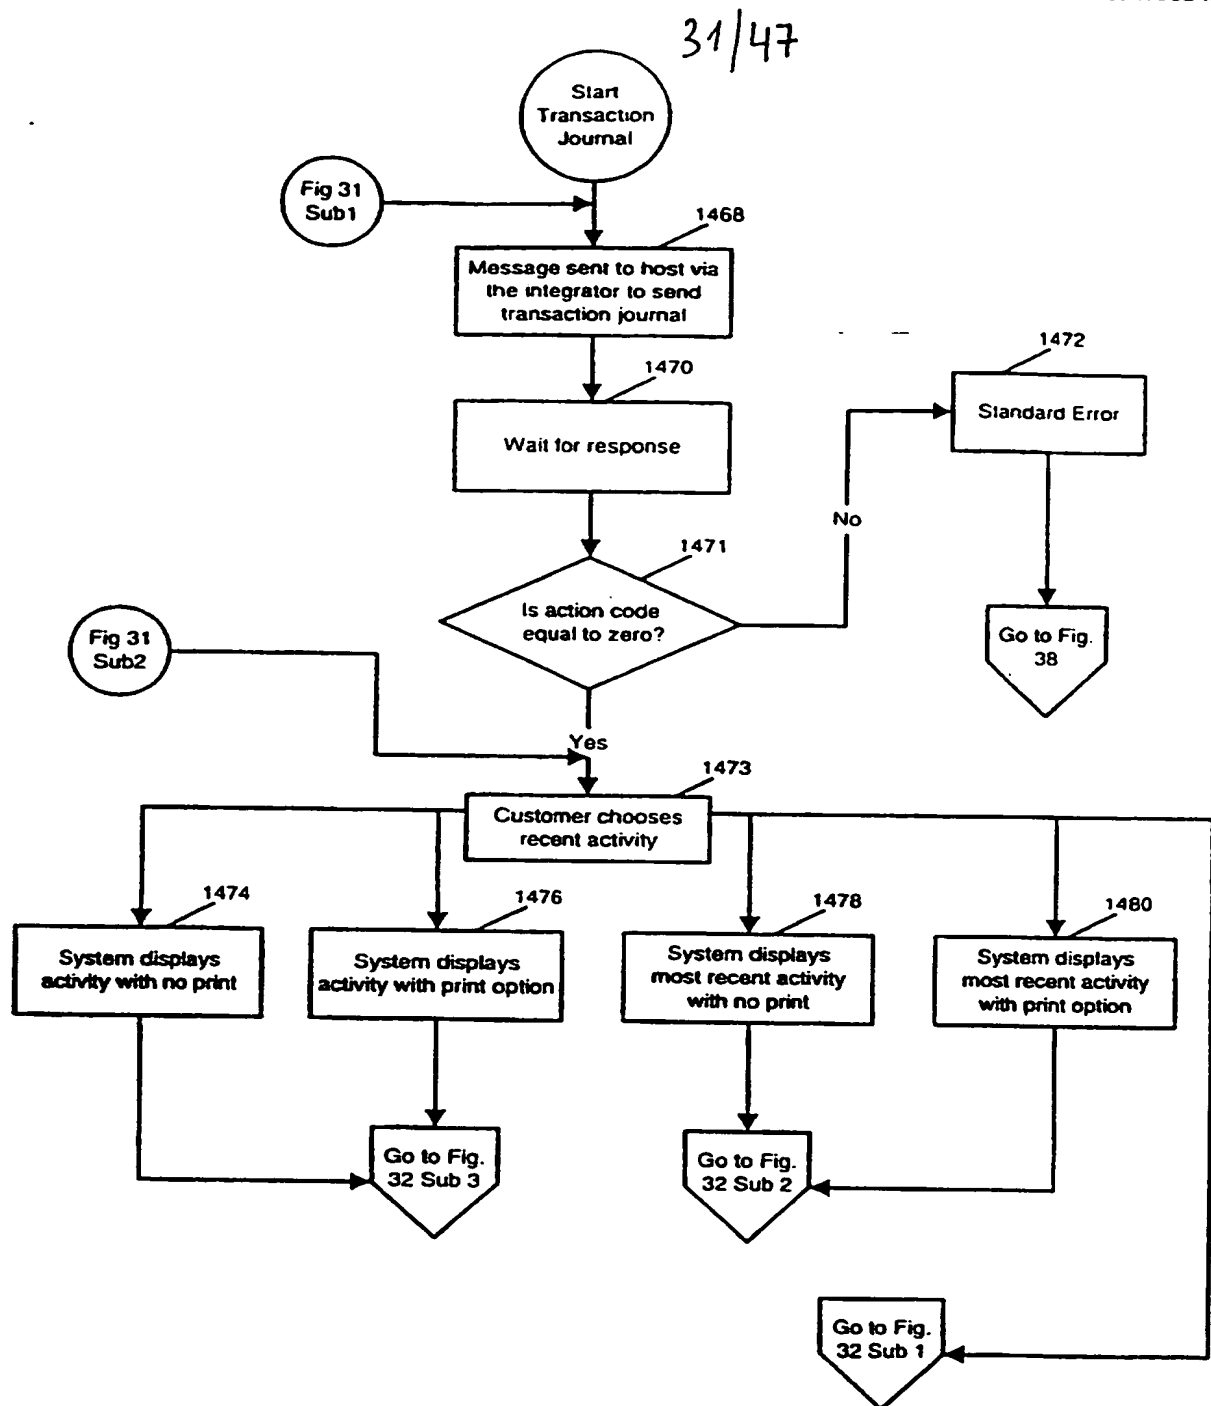 31/47
Start
Transaction
Journal
Fig 31
Sub1
1468
Message sent to host via
the integrator to send
transaction journal
1470
Wait for response
1472
Standard Error
No
1471
Is action code
equal to zero?
Go to Fig.
38
Fig 31
Sub2
Yes
1473
Customer chooses
recent activity
1474
System displays
activity with no print
1476
System displays
activity with print option
1478
System displays
most recent activity
with no print
1480
System displays
most recent activity
with print option
Go to Fig.
32 Sub 3
Go to Fig.
32 Sub 2
Go to Fig.
32 Sub 1